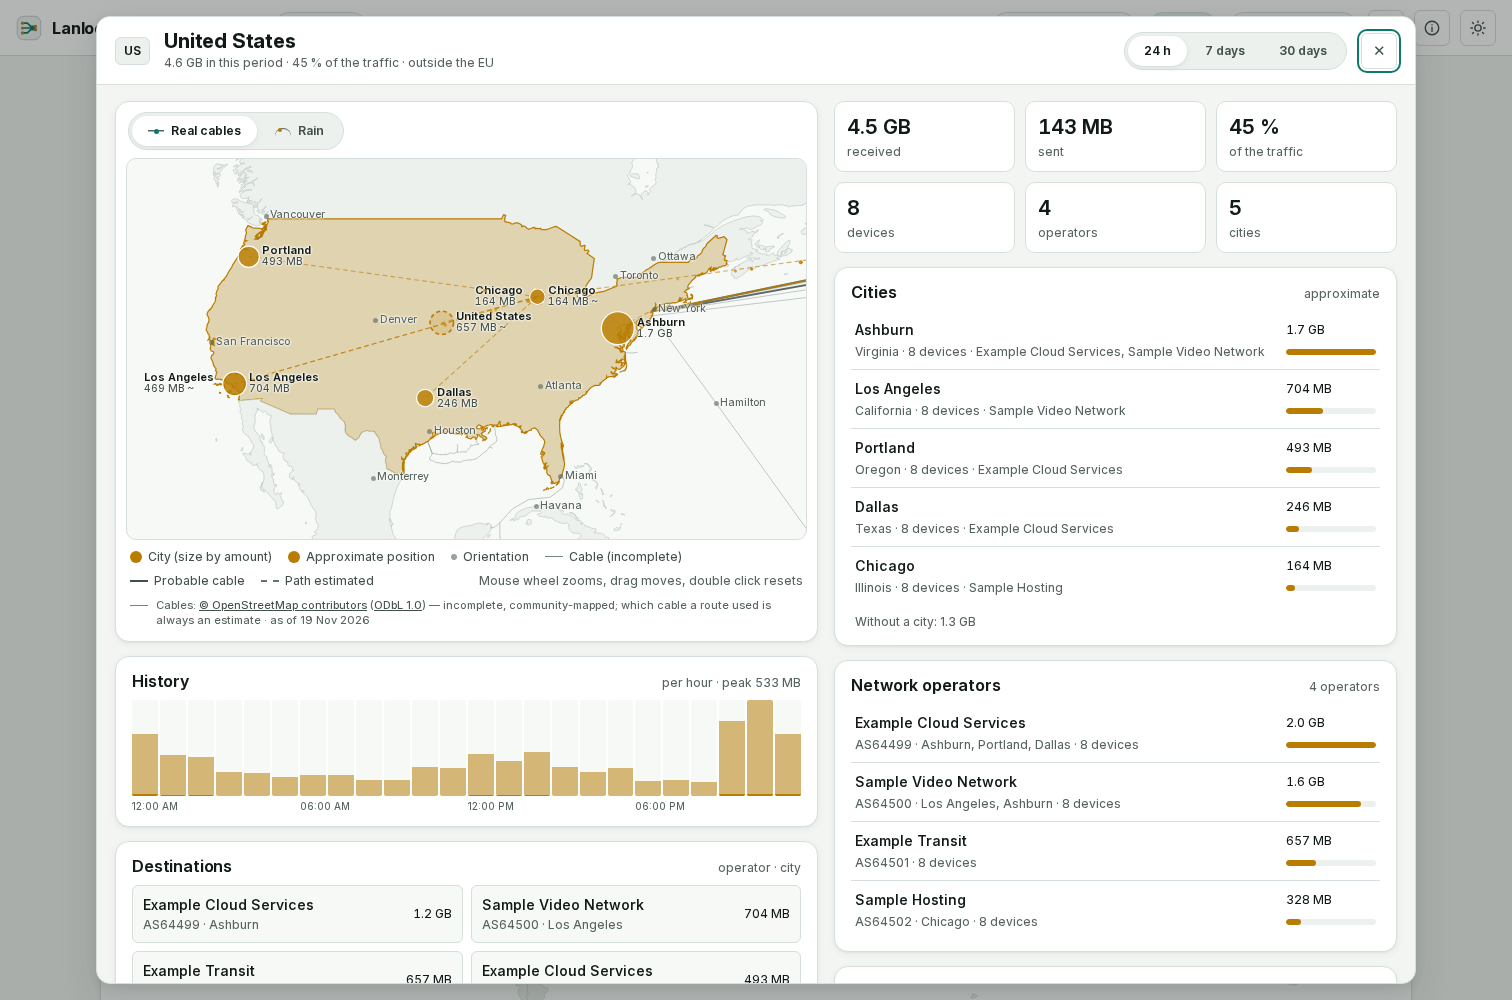 Lanlo
US
United States
4.6 GB in this period · 45 % of the traffic · outside the EU
24 h
7 days
30 days
Real cables
Rain
Vancouver
Portland
493 MB
Ottawa
Toronto
Chicago
164 MB
Chicago
164 MB ~
New York
Denver
United States
657 MB ~
Ashburn
1.7 GB
San Francisco
Los Angeles
469 MB ~
Los Angeles
704 MB
Atlanta
Dallas
246 MB
Hamilton
Houston
Monterrey
Miami
Havana
City (size by amount)
Approximate position
Orientation
Cable (incomplete)
Probable cable
Path estimated
Mouse wheel zooms, drag moves, double click resets
Cables: © OpenStreetMap contributors (ODbL 1.0) — incomplete, community-mapped; which cable a route used is
always an estimate · as of 19 Nov 2026
History
per hour · peak 533 MB
12:00 AM
06:00 AM
12:00 PM
06:00 PM
Destinations
operator · city
Example Cloud Services
AS64499 · Ashburn
1.2 GB
Sample Video Network
AS64500 · Los Angeles
704 MB
Example Transit
657 MB
Example Cloud Services
493 MB
4.5 GB
received
143 MB
sent
45 %
of the traffic
8
devices
4
operators
5
cities
Cities
approximate
Ashburn
1.7 GB
Virginia · 8 devices · Example Cloud Services, Sample Video Network
Los Angeles
704 MB
California · 8 devices · Sample Video Network
Portland
493 MB
Oregon · 8 devices · Example Cloud Services
Dallas
246 MB
Texas · 8 devices · Example Cloud Services
Chicago
164 MB
Illinois · 8 devices · Sample Hosting
Without a city: 1.3 GB
Network operators
4 operators
Example Cloud Services
2.0 GB
AS64499 · Ashburn, Portland, Dallas · 8 devices
Sample Video Network
1.6 GB
AS64500 · Los Angeles, Ashburn · 8 devices
Example Transit
657 MB
AS64501 · 8 devices
Sample Hosting
328 MB
AS64502 · Chicago · 8 devices